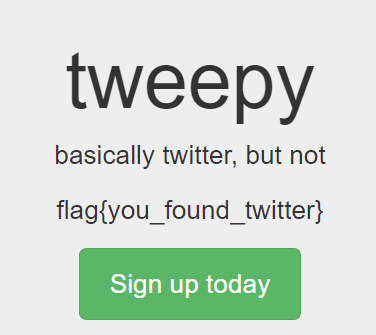 tweepy
basically twitter, but not
flag{you_found_twitter}
Sign up today